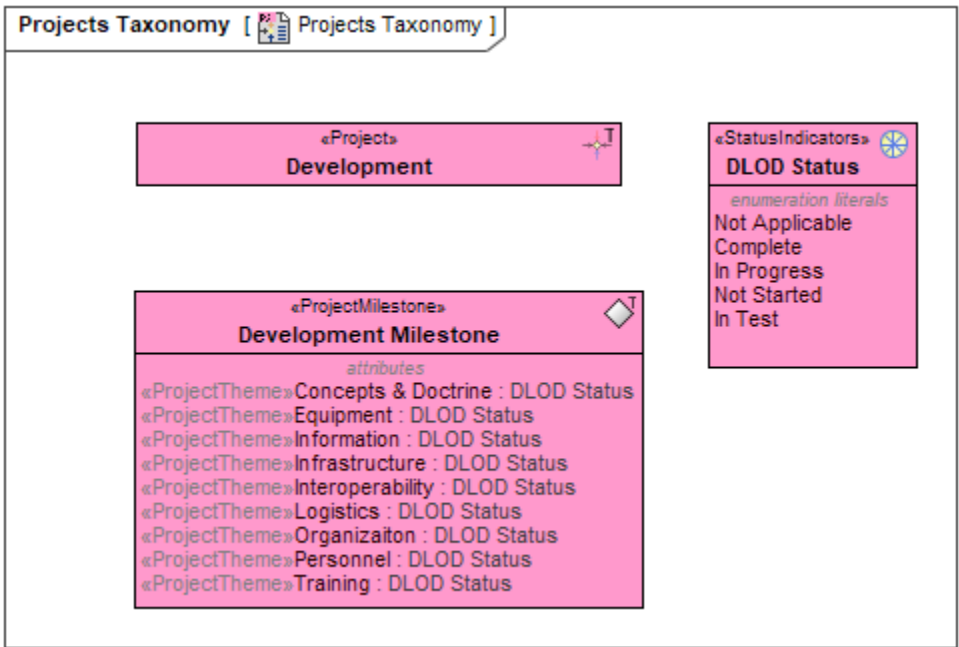 Projects Taxonomy [ Projects Taxonomy ]
«Project»
Development
«StatusIndicators»
DLOD Status
enumeration literals
Not Applicable
Complete
In Progress
Not Started
In Test
«ProjectMilestone»
Development Milestone
attributes
«ProjectTheme»Concepts & Doctrine : DLOD Status
«ProjectTheme»Equipment : DLOD Status
«ProjectTheme»Information : DLOD Status
«ProjectTheme»Infrastructure : DLOD Status
«ProjectTheme»Interoperability : DLOD Status
«ProjectTheme»Logistics : DLOD Status
«ProjectTheme»Organizaiton : DLOD Status
«ProjectTheme»Personnel : DLOD Status
«ProjectTheme»Training : DLOD Status